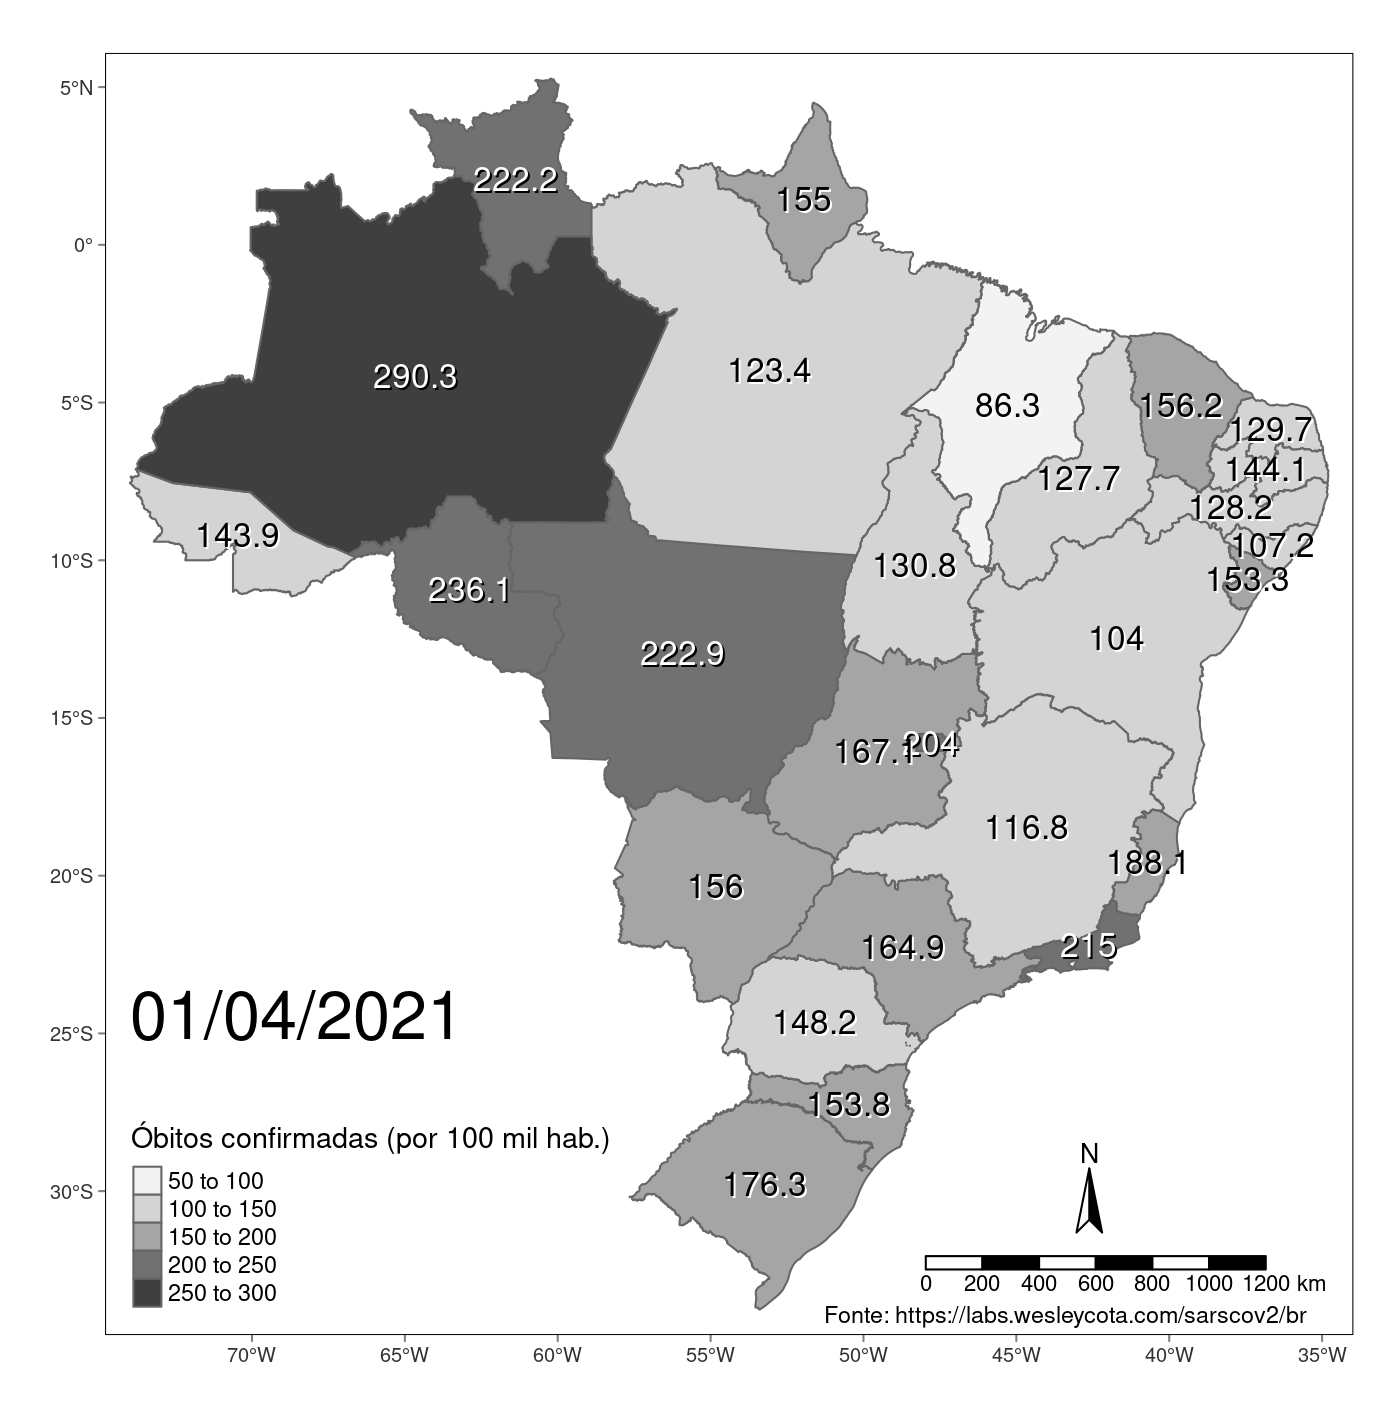 5°N
0°
5°S
10°S
15°S
20°S
25°S
30°S
222.2
155
290.3
123.4
86.3
156.2
129.7
144.1
127.7
128.2
143.9
107.2
130.8
153.3
236.1
104
222.9
167.1
204
116.8
188.1
156
164.9
215
148.2
153.8
176.3
01/04/2021
Óbitos confirmadas (por 100 mil hab.)
50 to 100
100 to 150
150 to 200
200 to 250
250 to 300
N
0 200 400 600 800 1000 1200 km
Fonte: https://labs.wesleycota.com/sarscov2/br
70°W 65°W 60°W 55°W 50°W 45°W 40°W 35°W